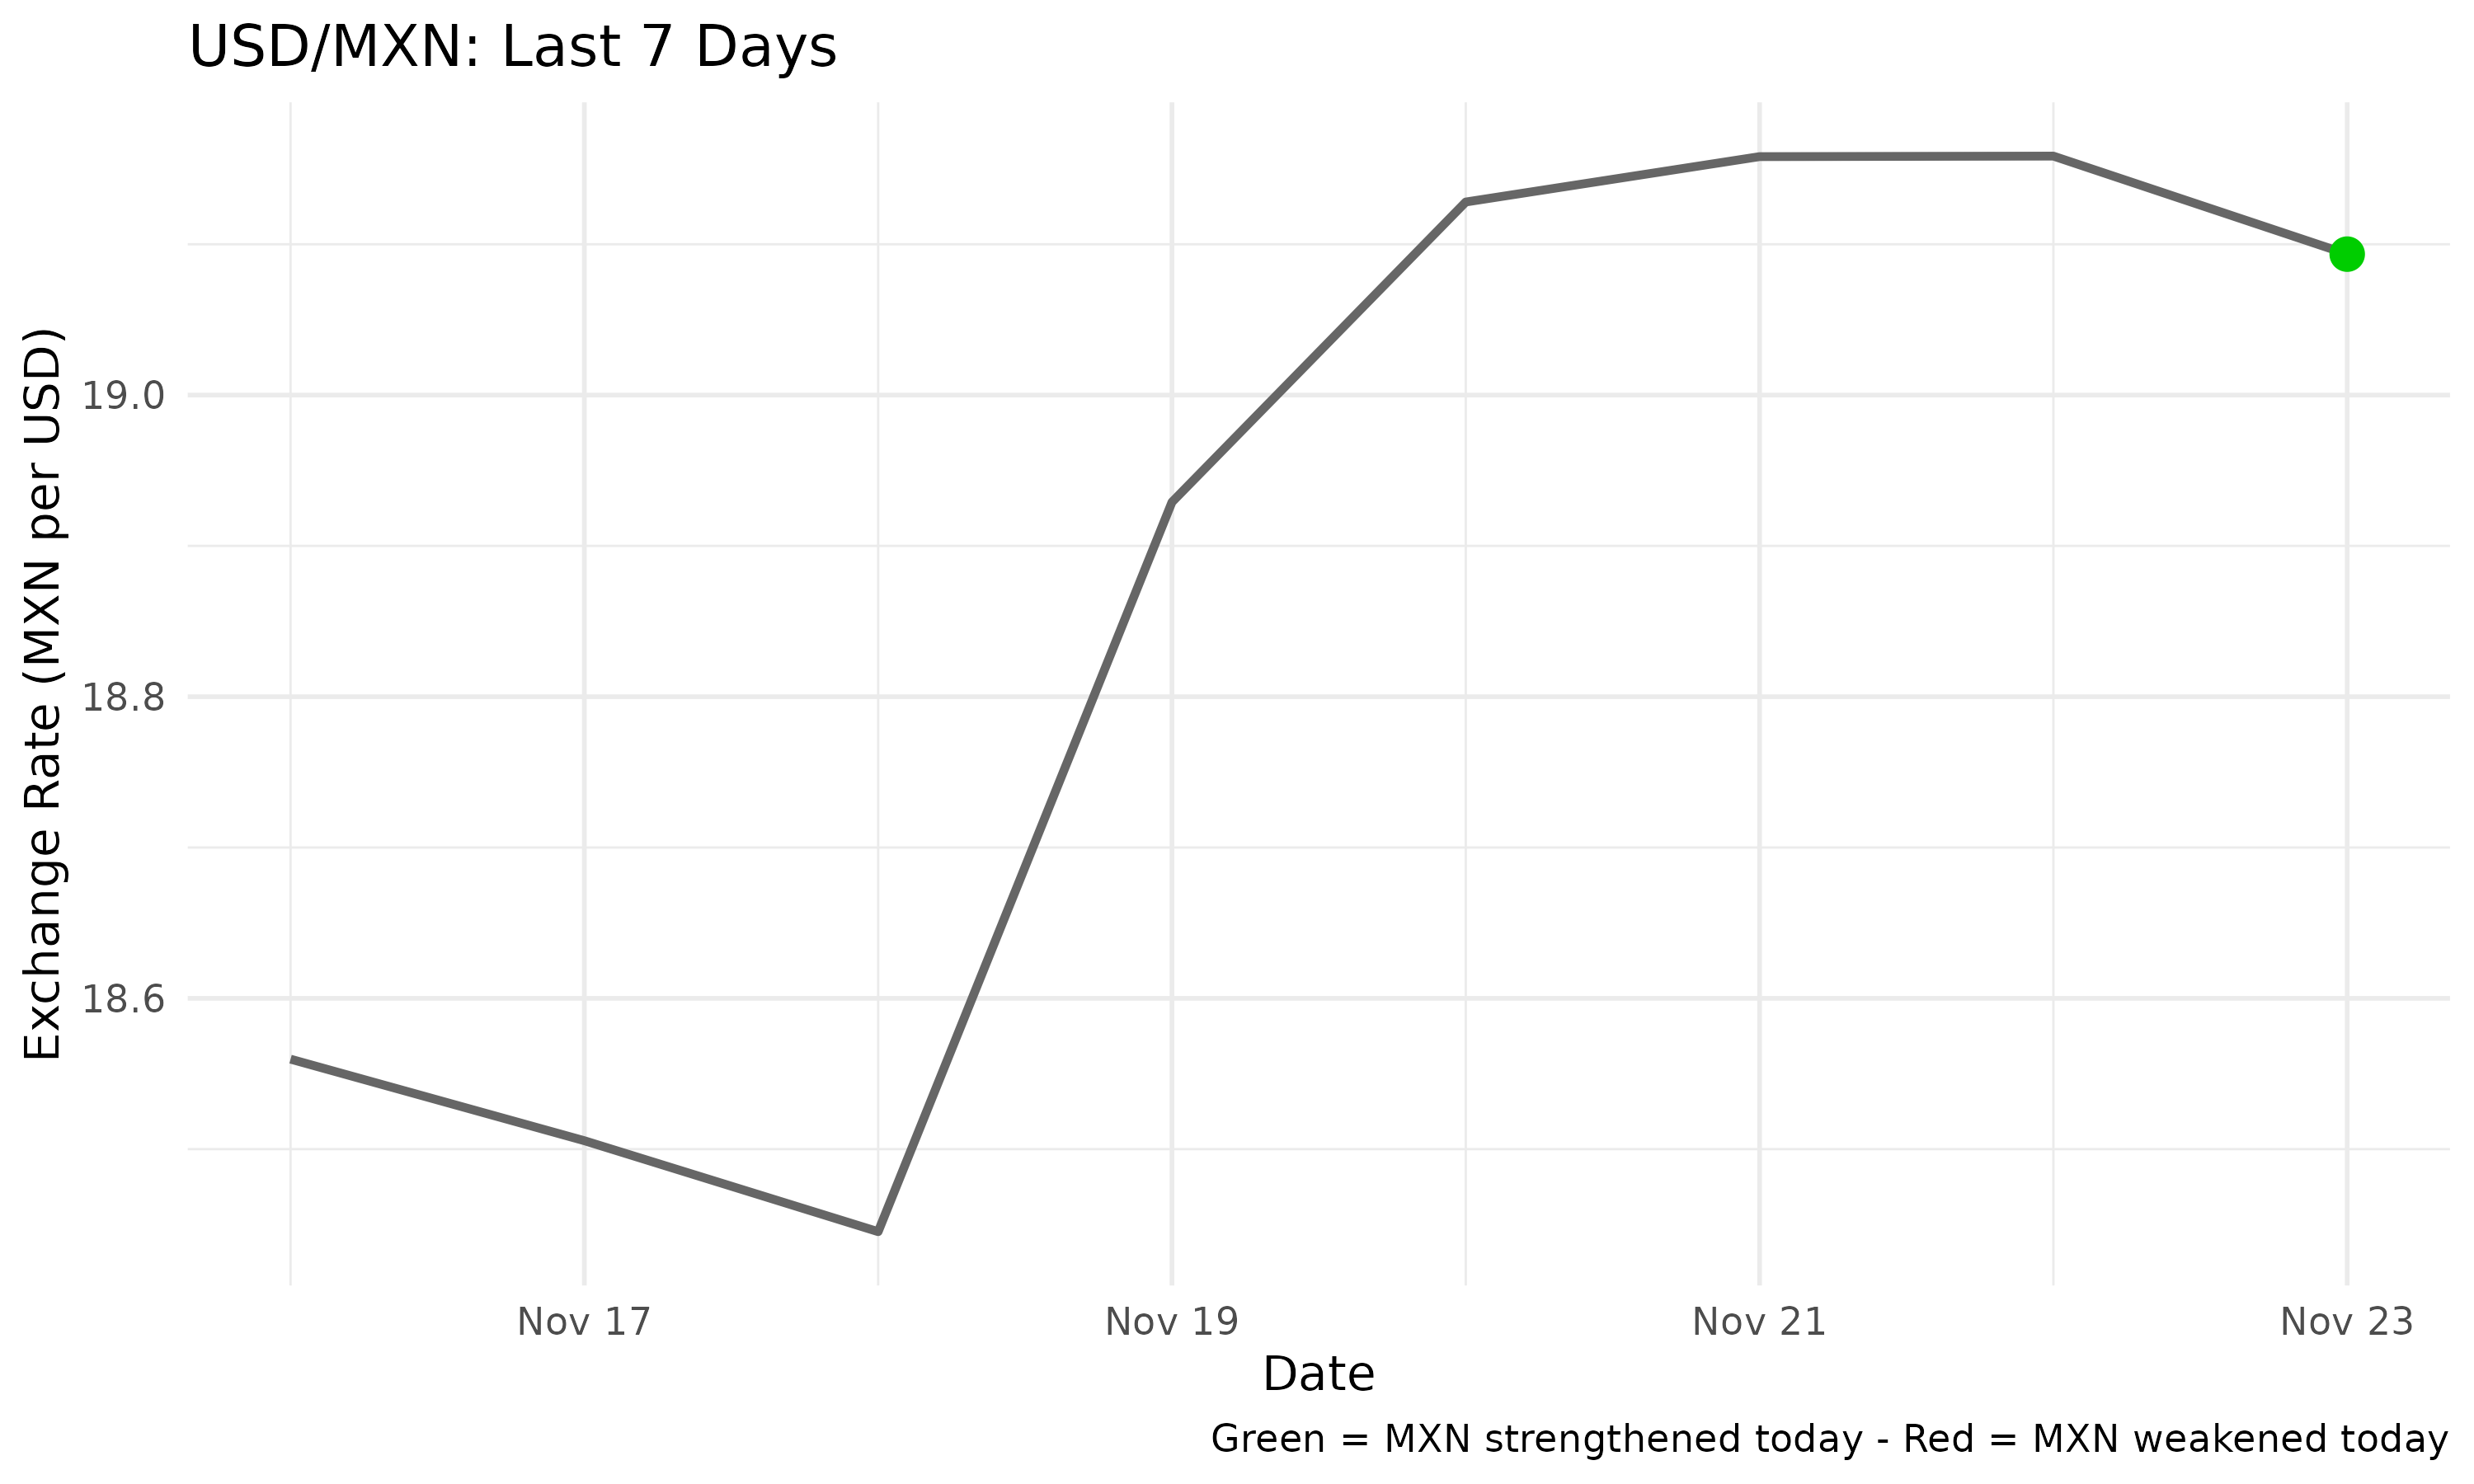 USD/MXN: Last 7 Days
Exchange Rate (MXN per USD)
19.0
18.8
18.6
Nov 17
Nov 19
Nov 21
Nov 23
Date
Green = MXN strengthened today - Red = MXN weakened today